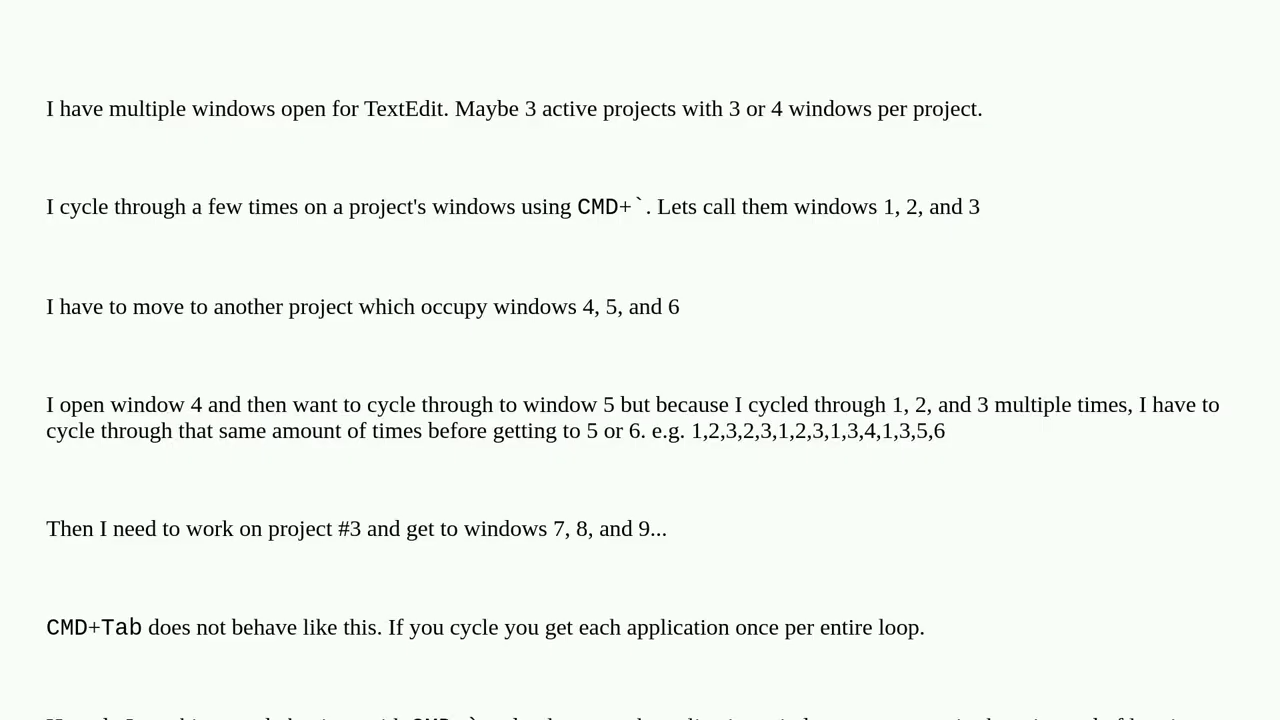 I have multiple windows open for TextEdit. Maybe 3 active projects with 3 or 4 windows per project.
I cycle through a few times on a project's windows using CMD+`. Lets call them windows 1, 2, and 3
I have to move to another project which occupy windows 4, 5, and 6
I open window 4 and then want to cycle through to window 5 but because I cycled through 1, 2, and 3 multiple times, I have to
cycle through that same amount of times before getting to 5 or 6. e.g. 1,2,3,2,3,1,2,3,1,3,4,1,3,5,6
Then I need to work on project #3 and get to windows 7, 8, and 9...
CMD+Tab does not behave like this. If you cycle you get each application once per entire loop.